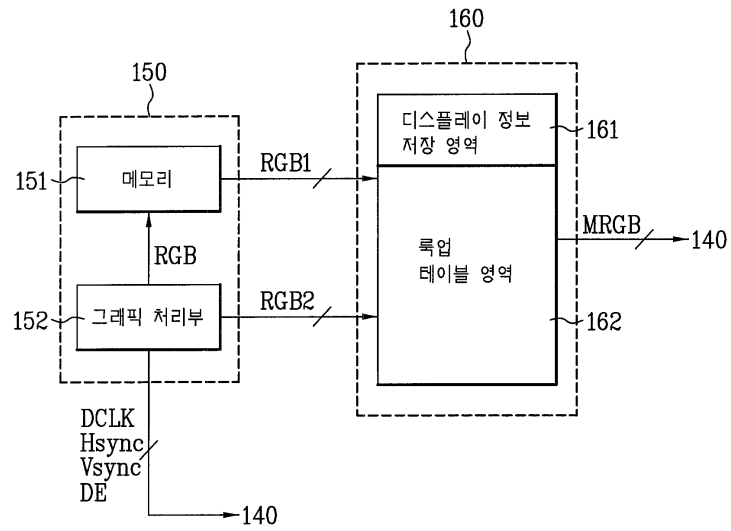 160
150
디스플레이 정보
저장 영역
161
151
메모리
RGB1
룩업
테이블 영역
MRGB
140
RGB
152
그래픽 처리부
RGB2
162
DCLK
Hsync
Vsync
DE
140